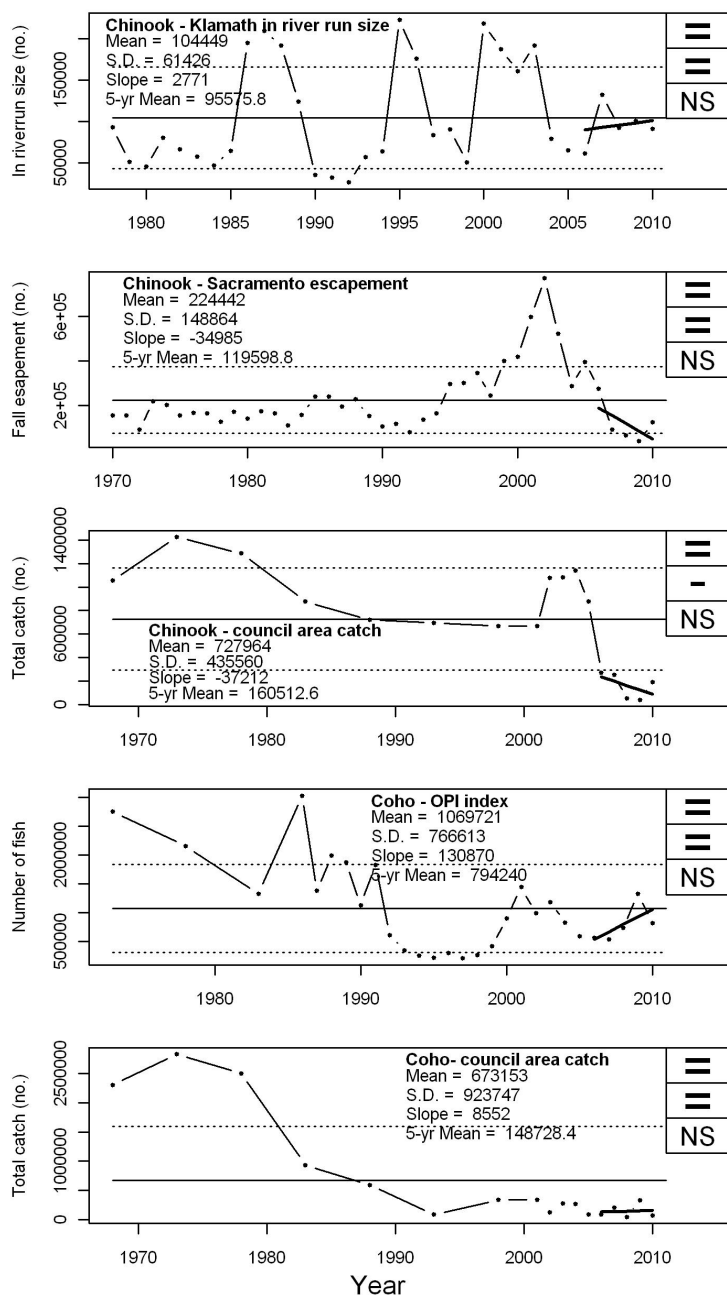 Chinook - Klamath in river run size
Mean = 104449
S.D. = 61426
Slope = 2771
5-yr Mean = 95575.8
In riverrun size (no.)
50000
150000
1980
1985
1990
1995
2000
2005
2010
=
=
NS
Chinook - Sacramento escapement
Mean = 224442
S.D. = 148864
Slope = -34985
5-yr Mean = 119598.8
Fall esapement (no.)
2e+05
6e+05
1970
1980
1990
2000
2010
=
=
NS
Chinook - council area catch
Mean = 727964
S.D. = 435560
Slope = -37212
5-yr Mean = 160512.6
Total catch (no.)
0
600000
1400000
1970
1980
1990
2000
2010
=
-
NS
Coho - OPI index
Mean = 1069721
S.D. = 766613
Slope = 130870
5-yr Mean = 794240
Number of fish
500000
2000000
1980
1990
2000
2010
=
=
NS
Coho- council area catch
Mean = 673153
S.D. = 923747
Slope = 8552
5-yr Mean = 148728.4
Total catch (no.)
0
1000000
2500000
1970
1980
1990
2000
2010
=
=
NS
Year